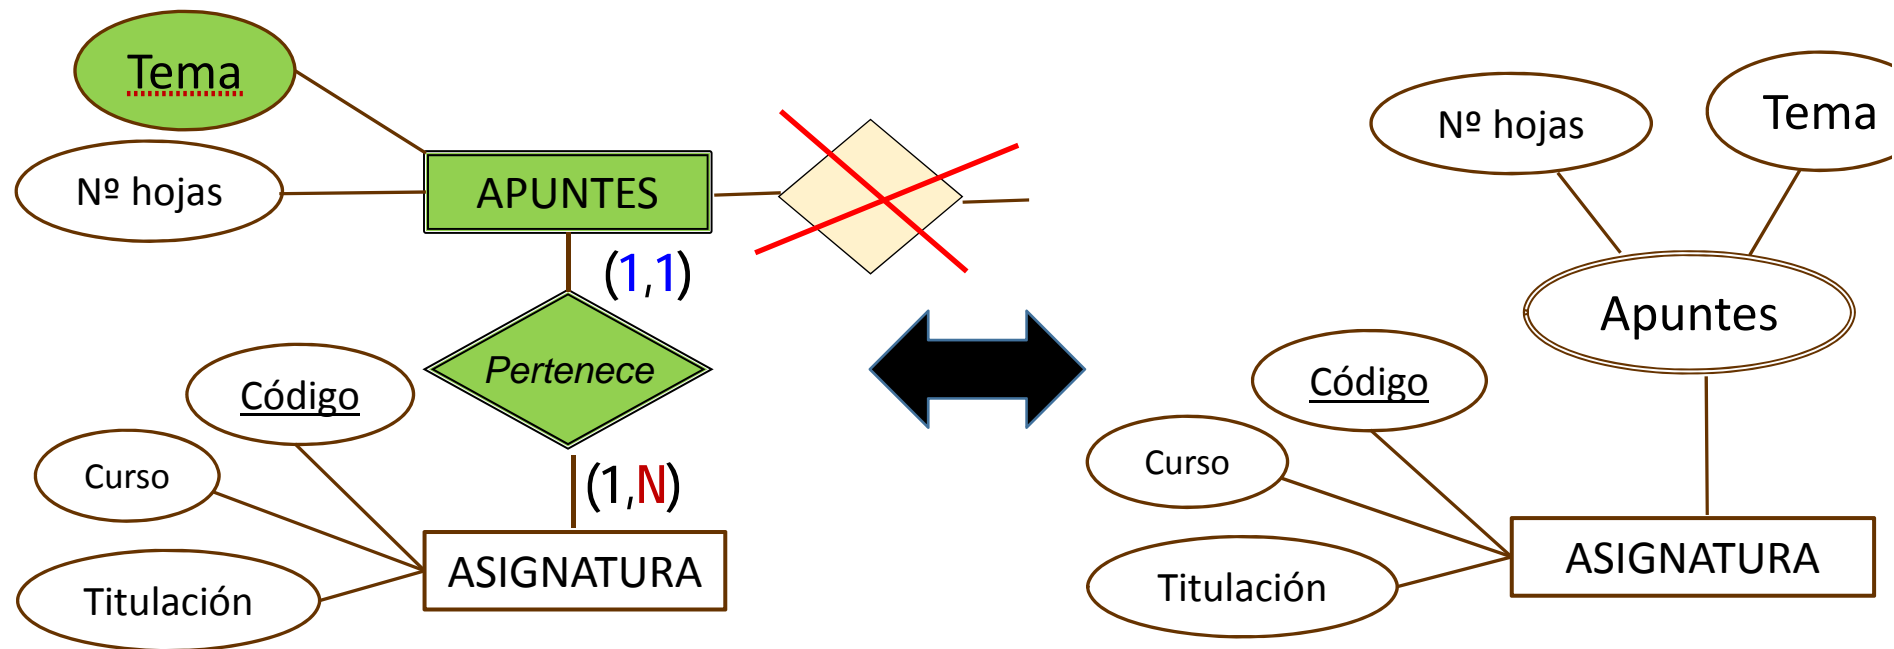 Tema
Nº hojas
APUNTES
(1,1)
Pertenece
Código
Curso
(1,N)
Titulación
ASIGNATURA
Nº hojas
Tema
Apuntes
Código
Curso
Titulación
ASIGNATURA